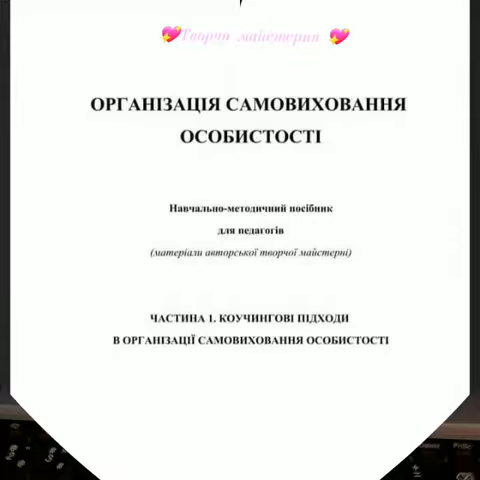 💖Творча майстерня 💖
ОРГАНІЗАЦІЯ САМОВИХОВАННЯ
ОСОБИСТОСТІ
Навчально-методичний посібник
для педагогів
(матеріали авторської творчої майстерні)
ЧАСТИНА 1. КОУЧИНГОВІ ПІДХОДИ
В ОРГАНІЗАЦІЇ САМОВИХОВАННЯ ОСОБИСТОСТІ